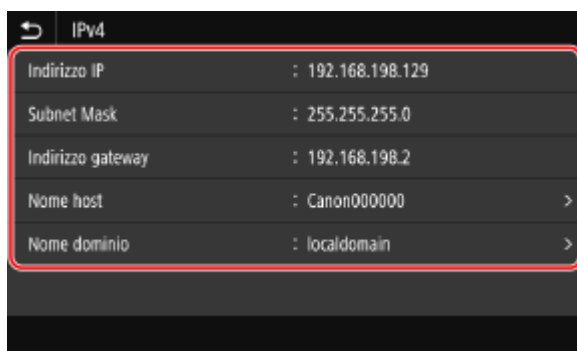 IPv4
Indirizzo IP : 192.168.198.129
Subnet Mask : 255.255.255.0
Indirizzo gateway : 192.168.198.2
Nome host : Canon000000 >
Nome dominio : localdomain >